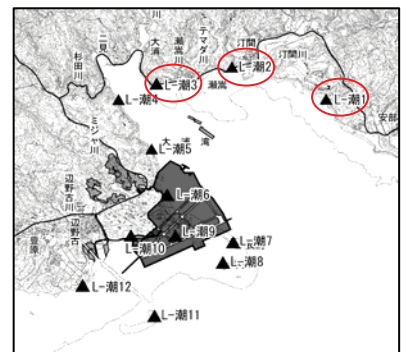 二見
杉田川
大浦川
瀬嵩川
テマダ川
汀間
汀間川
L-潮3
L-潮2
瀬嵩
L-潮4
L-潮1
安部
大浦湾
ミジャ川
L-潮5
辺野古川
L-潮6
辺野古
豊原
L-潮10
L-潮9
L-潮7
L-潮8
L-潮12
L-潮11